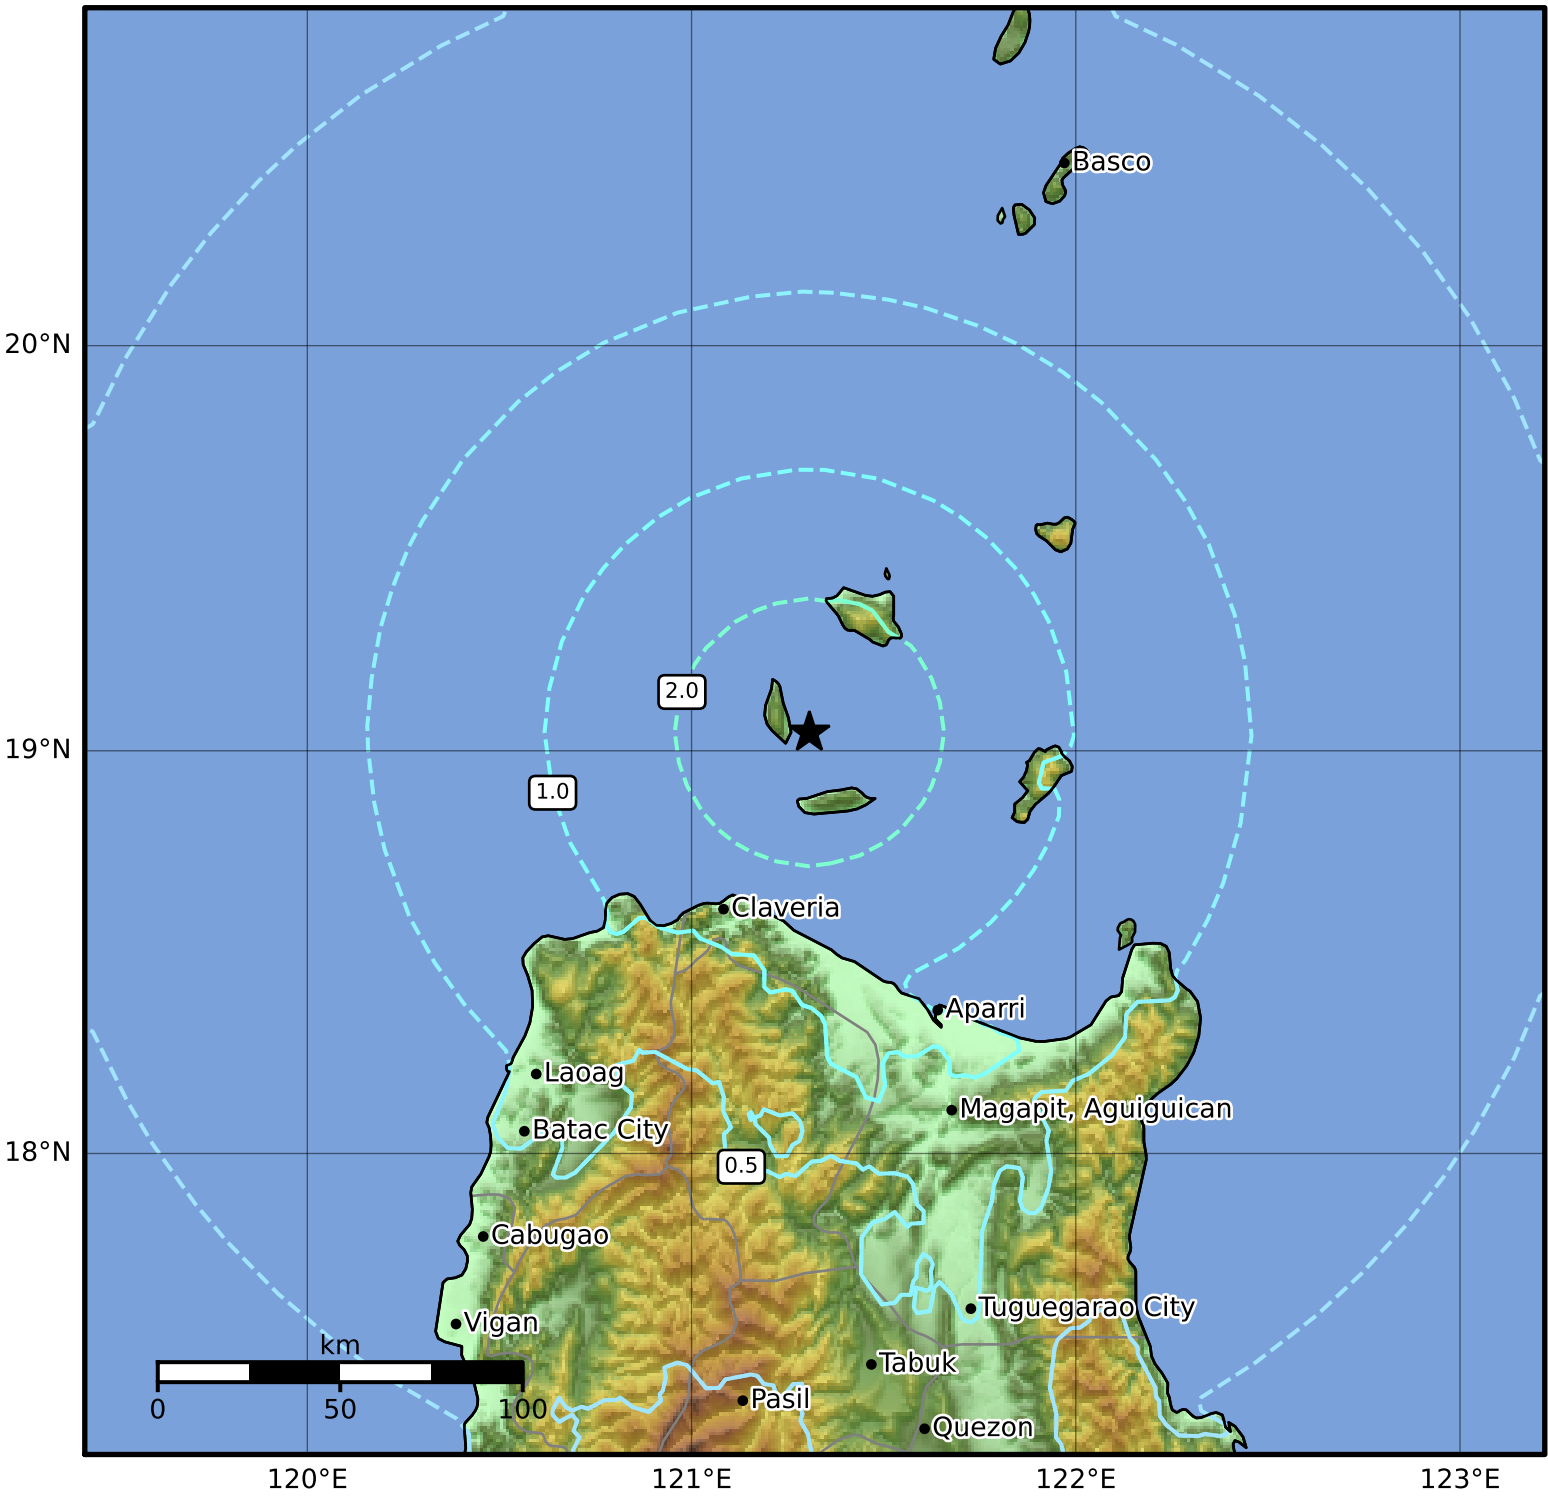 Basco
20°N
2.0
19°N
1.0
Claveria
Aparri
Laoag
Magapit, Aguiguican
Batac City
18°N
0.5
Cabugao
Tuguegarao City
Vigan
km
Tabuk
Pasil
0
50
100
Quezon
120°E
121°E
122°E
123°E